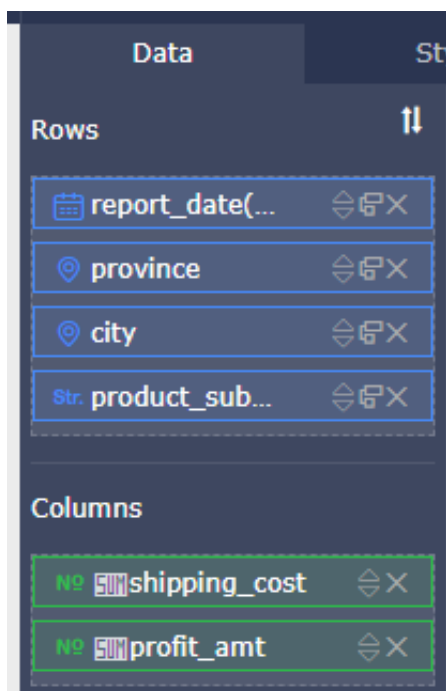 Data St
Rows
report_date(...
province
city
Str. product_sub...
Columns
Nº SUM shipping_cost
Nº SUM profit_amt